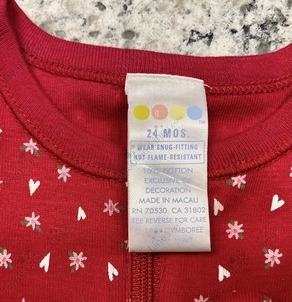 24 MOS.
WEAR SNUG-FITTING
NOT FLAME-RESISTANT
100% COTTON
EXCLUSIVE OF
DECORATION
MADE IN MACAU
RN 70530 CA 31802
SEE REVERSE FOR CARE
GYMBOREE